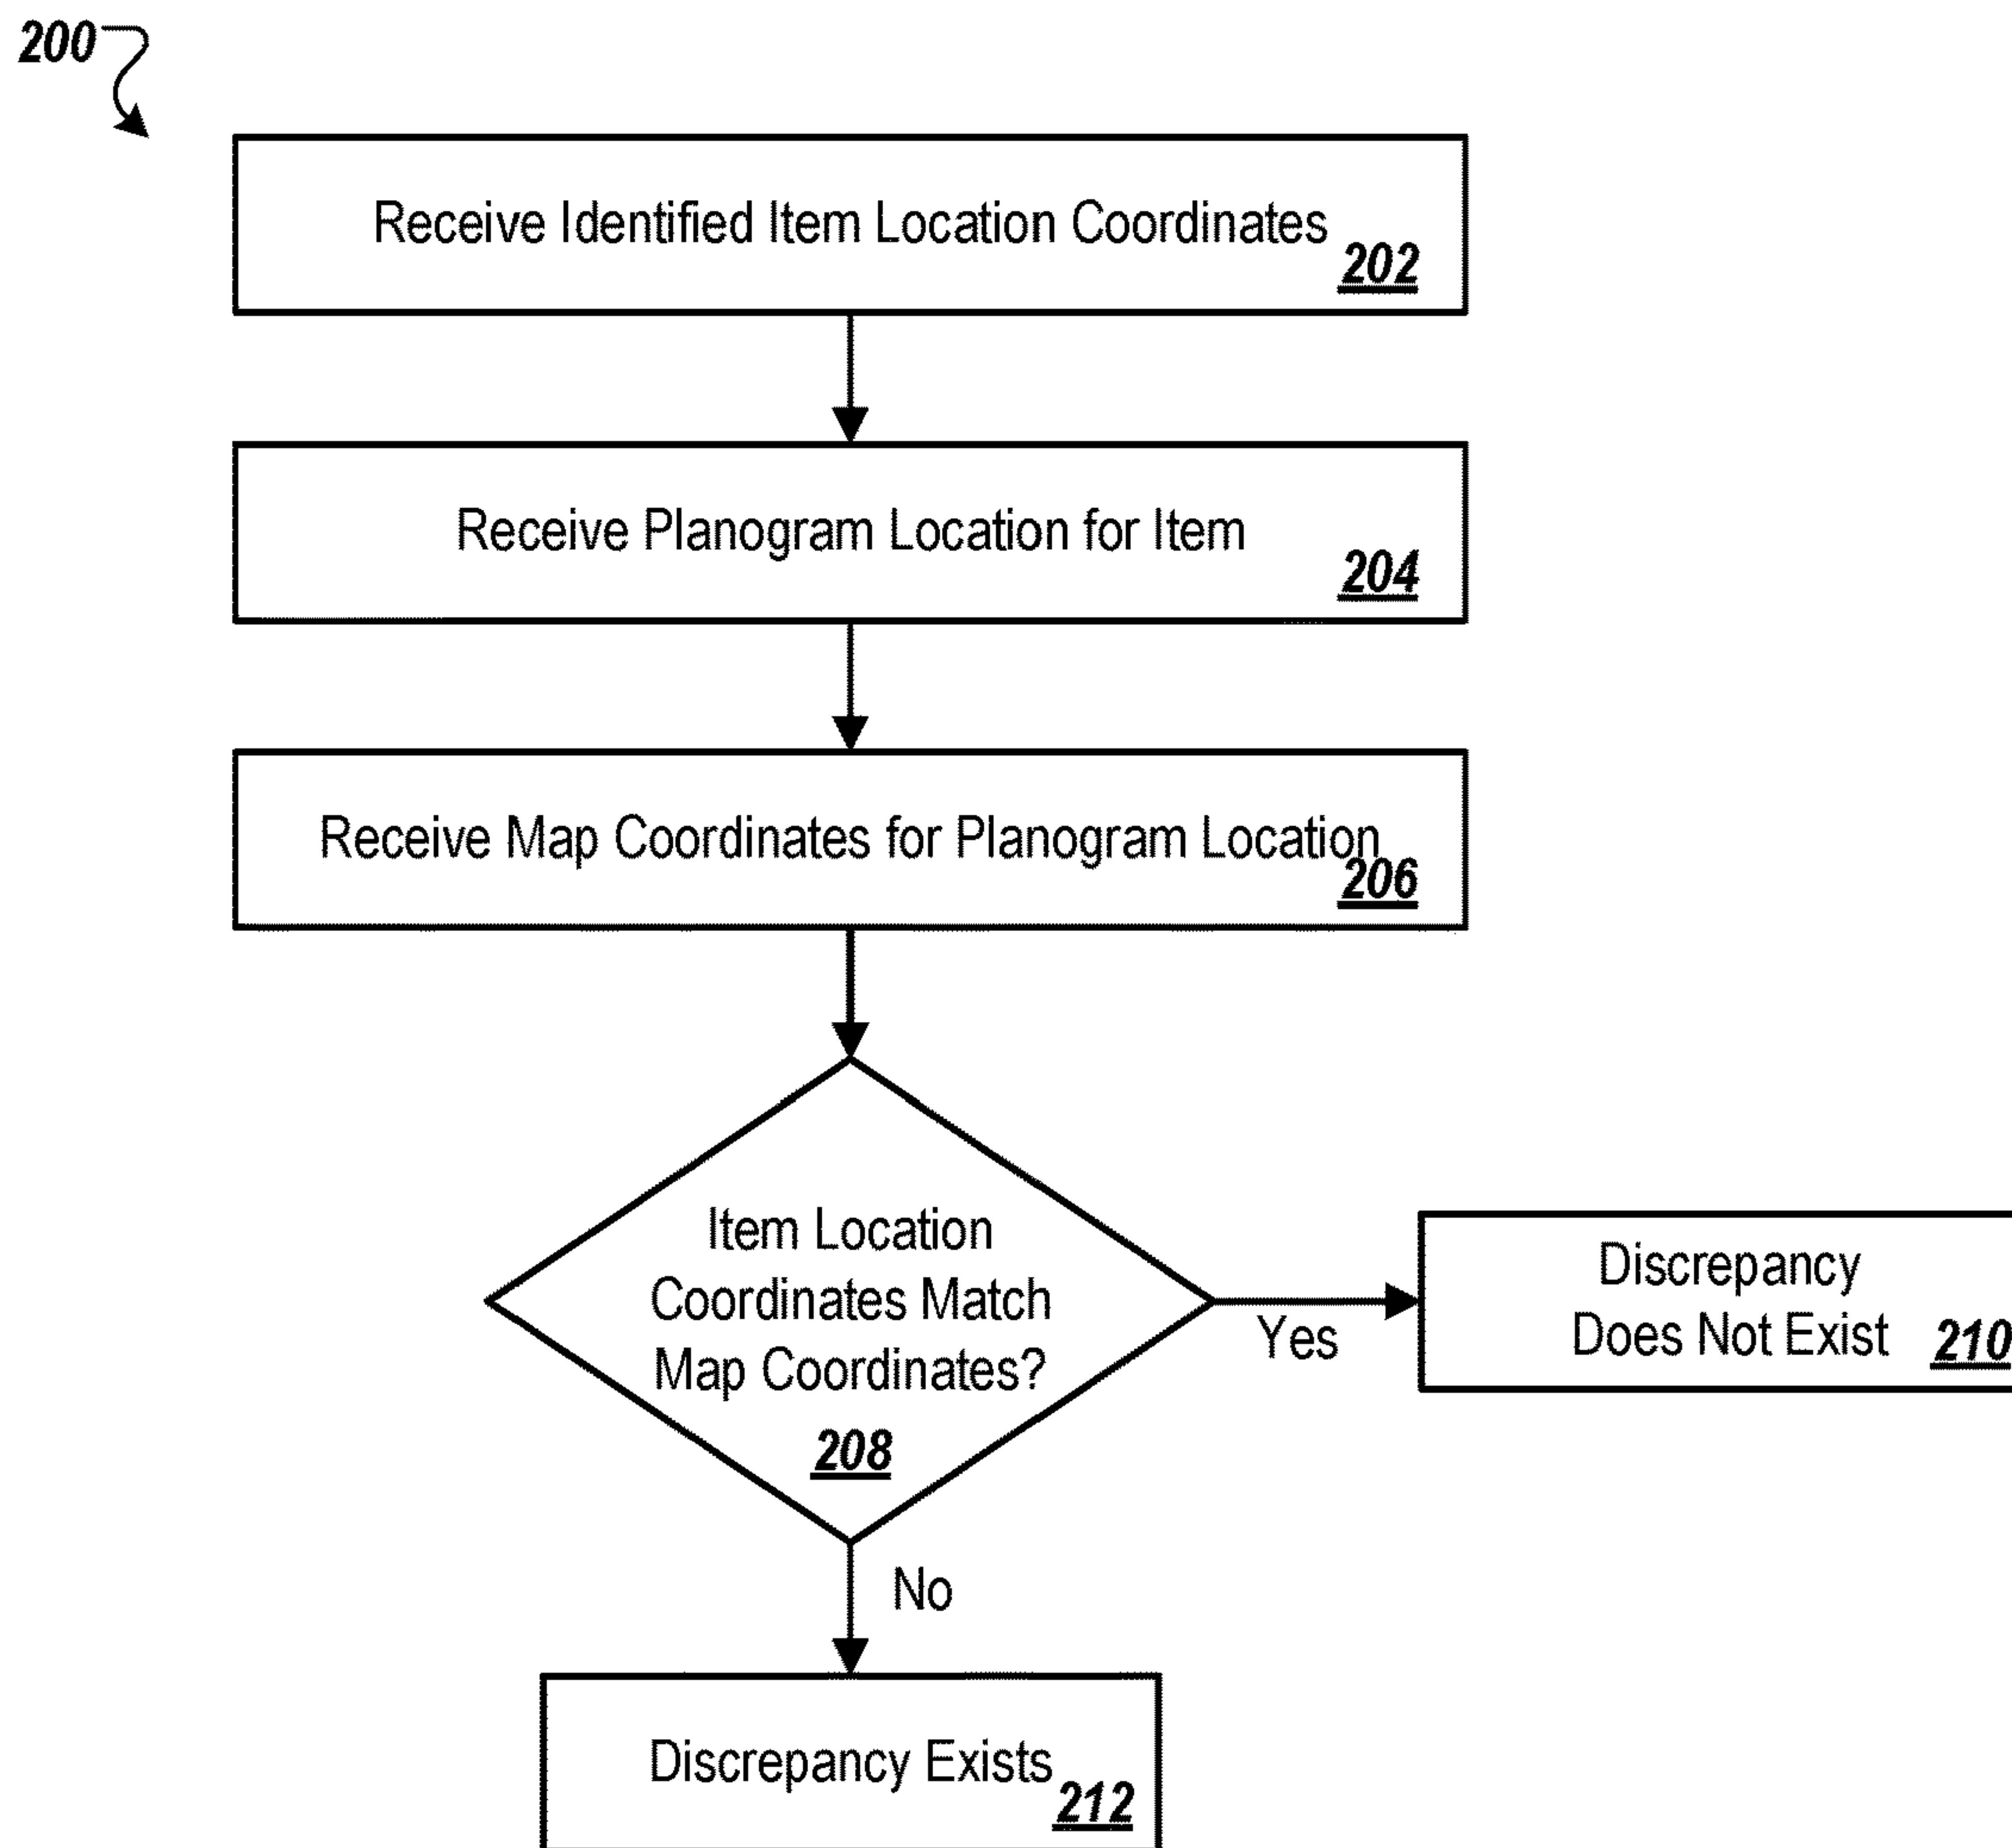 200
Receive Identified Item Location Coordinates
202
Receive Planogram Location for Item
204
Receive Map Coordinates for Planogram Location
206
Item Location
Coordinates Match
Map Coordinates?
208
Yes
Discrepancy
Does Not Exist 210
No
Discrepancy Exists
212